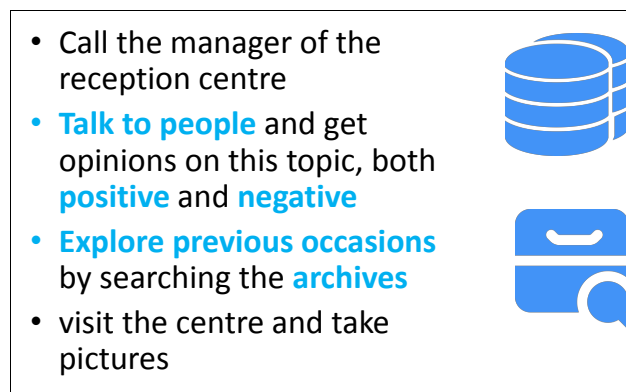 • Call the manager of the
reception centre
• Talk to people and get
opinions on this topic, both
positive and negative
• Explore previous occasions
by searching the archives
• visit the centre and take
pictures